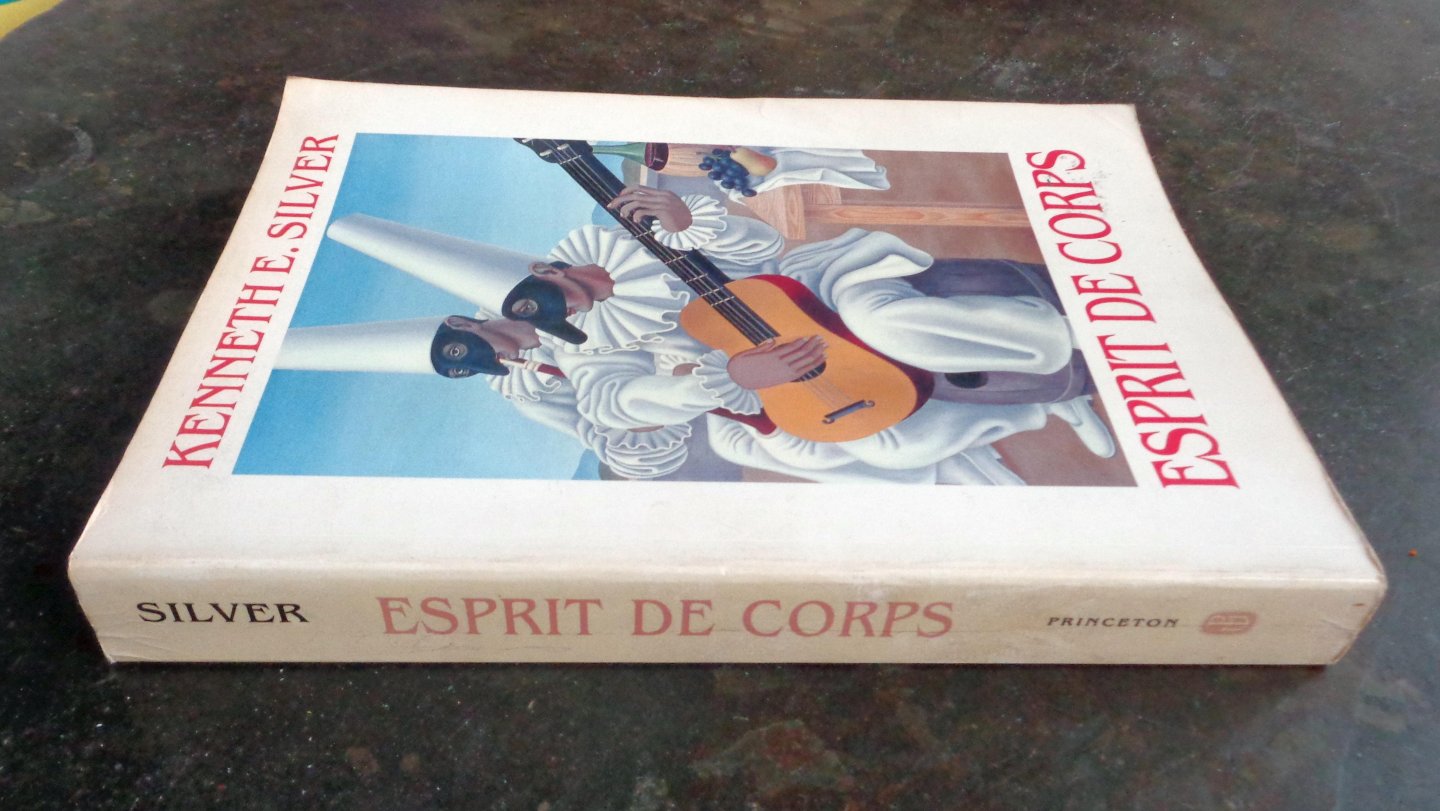 KENNETH E. SILVER
ESPRIT DE CORPS
SILVER ESPRIT DE CORPS PRINCETON